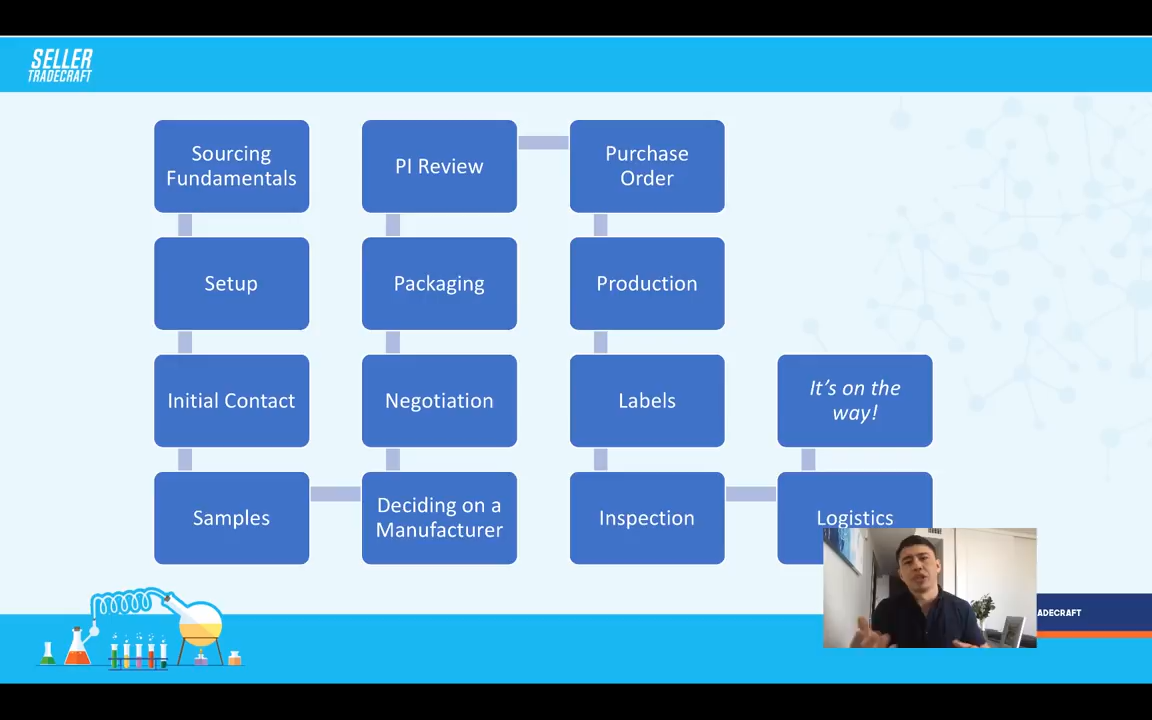 SELLER
TRADECRAFT
Sourcing
Fundamentals
Setup
Initial Contact
Samples
Deciding on a
Manufacturer
Negotiation
Packaging
PI Review
Purchase
Order
Production
Labels
Inspection
Logistics
It's on the
way!
ADECRAFT